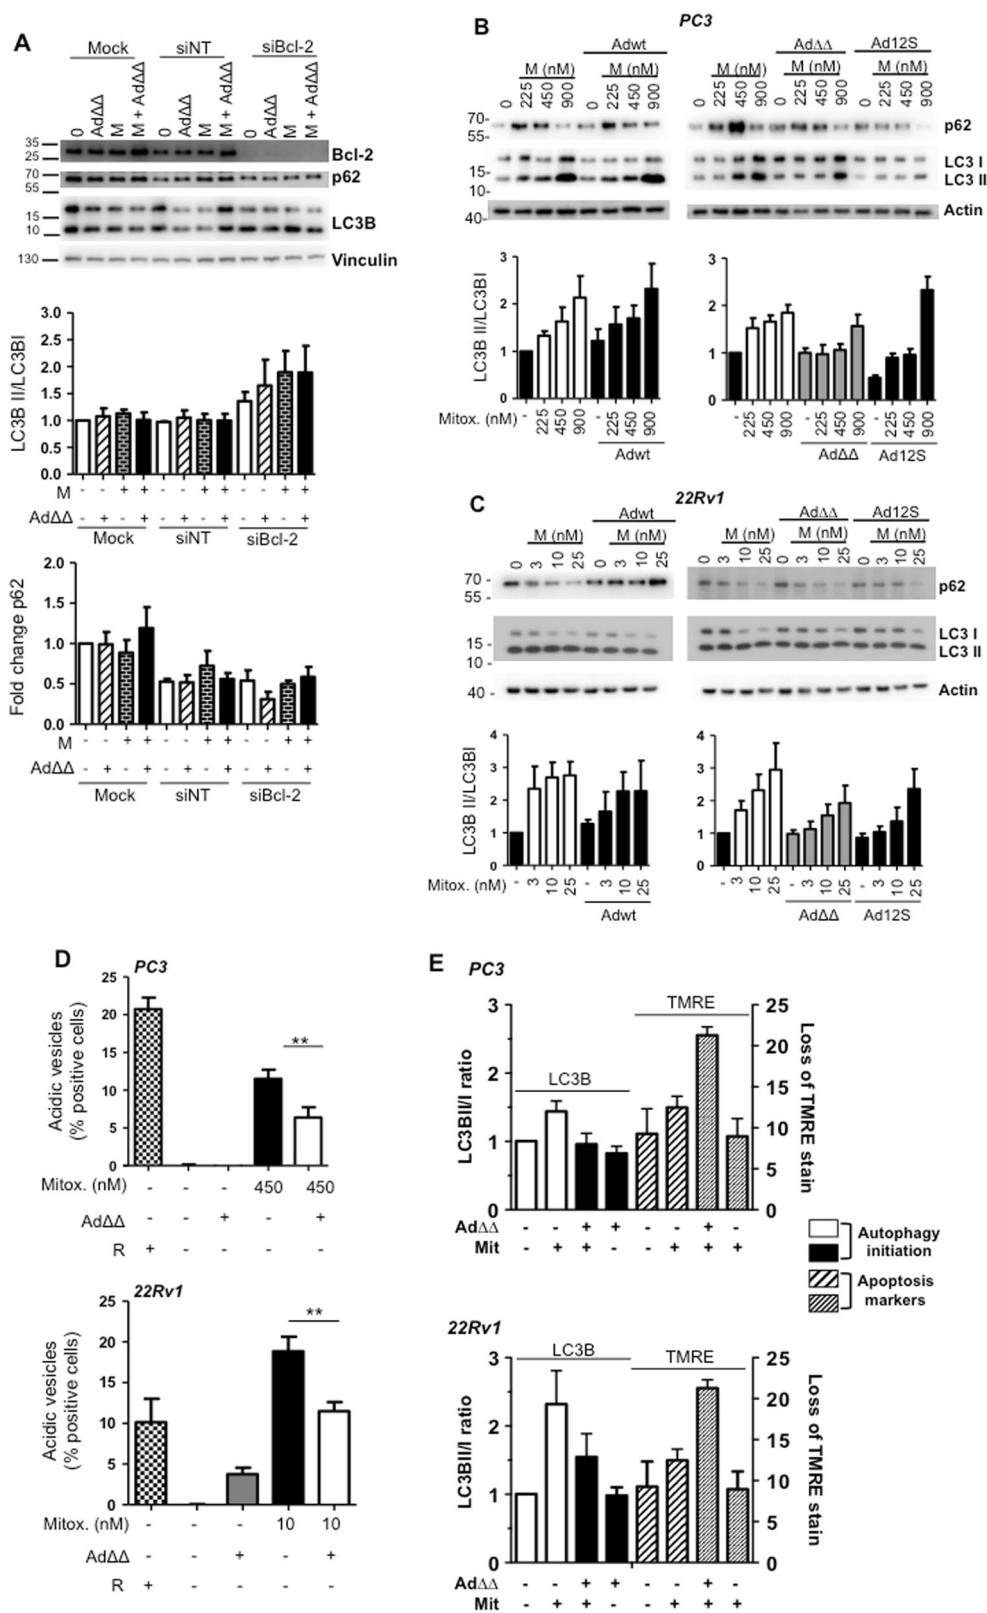 A
Mock siNT siBcl-2
0 AdΔΔ M M + AdΔΔ 0 AdΔΔ M M + AdΔΔ 0 AdΔΔ M M + AdΔΔ
35
25
Bcl-2
70
55
p62
15
10
LC3B
130
Vinculin
LC3B II/LC3BI
3.0
2.5
2.0
1.5
1.0
0.5
0.0
M - - + + - - + + - - + +
AdΔΔ - + - + - + - + - + - +
Mock siNT siBcl-2
Fold change p62
2.0
1.5
1.0
0.5
0.0
M - - + + - - + + - - + +
AdΔΔ - + - + - + - + - + - +
Mock siNT siBcl-2
B
PC3
Adwt AdΔΔ Ad12S
M (nM) M (nM) M (nM) M (nM) M (nM)
0 225 450 900 0 225 450 900 0 225 450 900 0 225 450 900 0 225 450 900
70-
55-
p62
15-
10-
LC3 I
LC3 II
40-
Actin
LC3B II/LC3BI
3
2
1
0
3
2
1
0
Mitox. (nM) - 225 450 900 - 225 450 900 - 225 450 900 - 225 450 900 - 225 450 900
Adwt AdΔΔ Ad12S
C
22Rv1
Adwt AdΔΔ Ad12S
M (nM) M (nM) M (nM) M (nM) M (nM)
0 3 10 25 0 3 10 25 0 3 10 25 0 3 10 25 0 3 10 25
70 -
55 -
p62
15 -
10 -
LC3 I
LC3 II
40 -
Actin
LC3B II/LC3BI
4
3
2
1
0
4
3
2
1
0
Mitox. (nM) - 3 10 25 - 3 10 25 - 3 10 25 - 3 10 25 - 3 10 25
Adwt AdΔΔ Ad12S
D
PC3
Acidic vesicles
(% positive cells)
25
20
15
10
5
0
**
Mitox. (nM) - - - 450 450
AdΔΔ - - + - +
R + - - - -
22Rv1
Acidic vesicles
(% positive cells)
25
20
15
10
5
0
**
Mitox. (nM) - - - 10 10
AdΔΔ - - + - +
R + - - - -
E
PC3
LC3BII/I ratio
3
2
1
0
LC3B
TMRE
25
20
15
10
5
0
Loss of TMRE
stain
AdΔΔ - - + + - - + -
Mit - + + - - + + +
Autophagy
initiation
Apoptosis
markers
22Rv1
LC3BII/I ratio
3
2
1
0
LC3B
TMRE
25
20
15
10
5
0
Loss of TMRE
stain
AdΔΔ - - + + - - + -
Mit - + + - - + + +